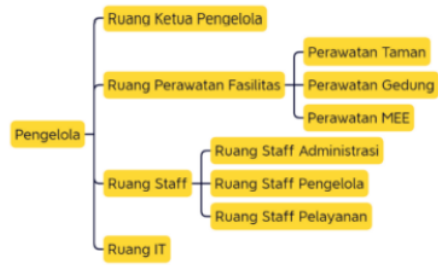 Pengelola
Ruang Ketua Pengelola
Ruang Perawatan Fasilitas
Perawatan Taman
Perawatan Gedung
Perawatan MEE
Ruang Staff
Ruang Staff Administrasi
Ruang Staff Pengelola
Ruang Staff Pelayanan
Ruang IT